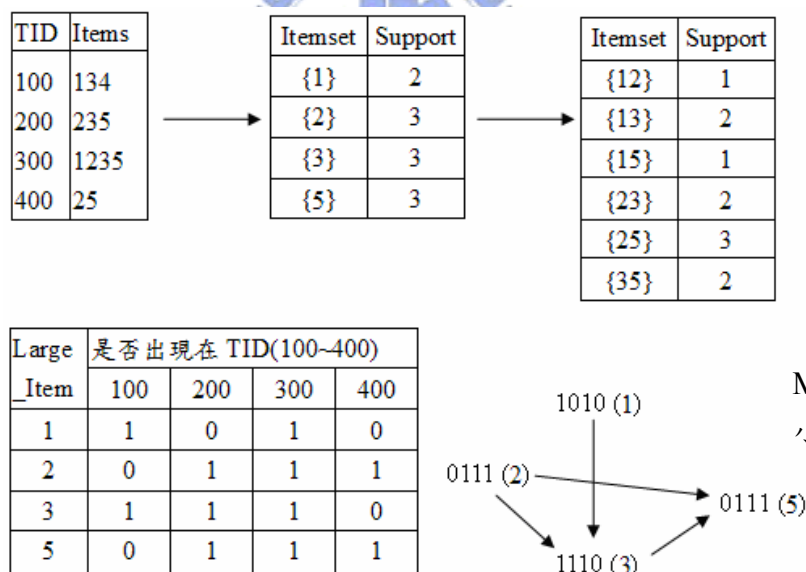 TID Items
100 134
200 235
300 1235
400 25
Itemset Support
{1} 2
{2} 3
{3} 3
{5} 3
Itemset Support
{12} 1
{13} 2
{15} 1
{23} 2
{25} 3
{35} 2
Large 是否出現在 TID(100~400)
_Item 100 200 300 400
1 1 0 1 0
2 0 1 1 1
3 1 1 1 0
5 0 1 1 1
1010 (1)
0111 (2)
0111 (5)
1110 (3)